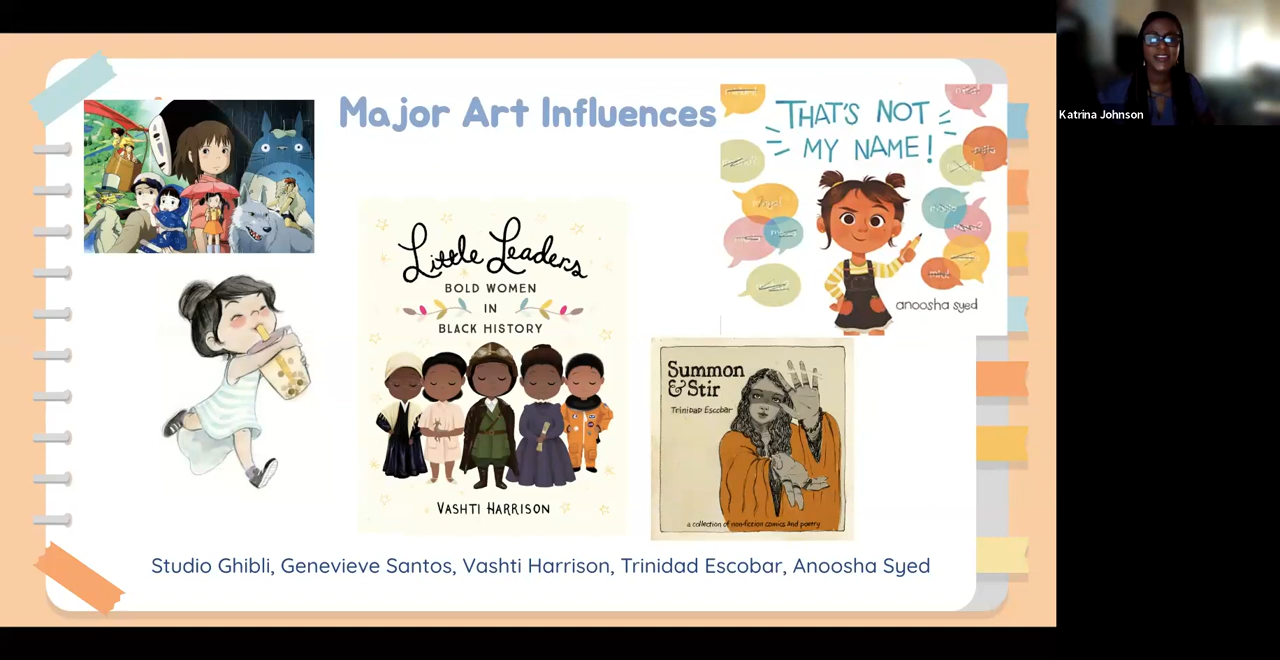 Major Art Influences
THAT'S NOT
MY NAME!
anoosha syed
Little Leaders
BOLD WOMEN
IN
BLACK HISTORY
VASHTI HARRISON
Summon
& Stir
Trinidad Escobar
a collection of non-fiction comics and poetry
Studio Ghibli, Genevieve Santos, Vashti Harrison, Trinidad Escobar, Anoosha Syed
Katrina Johnson